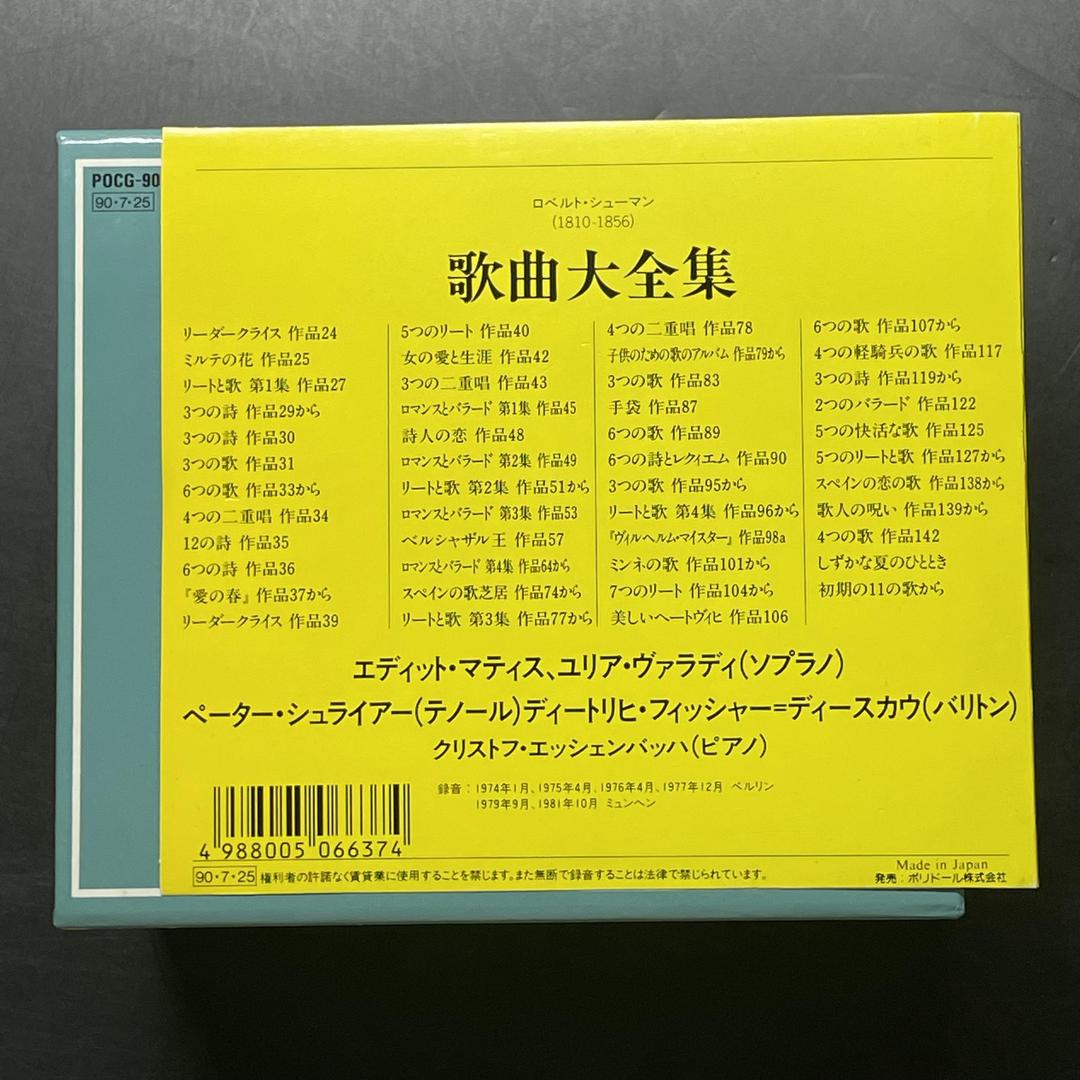 POCG-90
90・7・25
ロベルト・シューマン
(1810-1856)
歌曲大全集
リーダークライス 作品24
ミルテの花 作品25
リートと歌 第1集 作品27
3つの詩 作品29から
3つの詩 作品30
3つの歌 作品31
6つの歌 作品33から
4つの二重唱 作品34
12の詩 作品35
6つの詩 作品36
『愛の春』作品37から
リーダークライス 作品39
5つのリート 作品40
女の愛と生涯 作品42
3つの二重唱 作品43
ロマンスとバラード 第1集 作品45
詩人の恋 作品48
ロマンスとバラード 第2集 作品49
リートと歌 第2集 作品51から
ロマンスとバラード 第3集 作品53
ベルシャザル王 作品57
ロマンスとバラード 第4集 作品64から
スペインの歌芝居 作品74から
リートと歌 第3集 作品77から
4つの二重唱 作品78
子供のための歌のアルバム 作品79から
3つの歌 作品83
手袋 作品87
6つの歌 作品89
6つの詩とレクィエム 作品90
3つの歌 作品95から
リートと歌 第4集 作品96から
『ヴィルヘルム・マイスター』作品98a
ミンネの歌 作品101から
7つのリート 作品104から
美しいヘートヴィヒ 作品106
6つの歌 作品107から
4つの軽騎兵の歌 作品117
3つの詩 作品119から
2つのバラード 作品122
5つの快活な歌 作品125
5つのリートと歌 作品127から
スペインの恋の歌 作品138から
歌人の呪い 作品139から
4つの歌 作品142
しずかな夏のひととき
初期の11の歌から
エディット・マティス、ユリア・ヴァラディ(ソプラノ)
ペーター・シュライアー(テノール)ディートリヒ・フィッシャー=ディースカウ(バリトン)
クリストフ・エッシェンバッハ(ピアノ)
録音：1974年1月、1975年4月、1976年4月、1977年12月 ベルリン
1979年9月、1981年10月 ミュンヘン
4 988005 066374
90・7・25 権利者の許諾なく賃貸業に使用することを禁じます。また無断で録音することは法律で禁じられています。
Made in Japan
発売：ポリドール株式会社